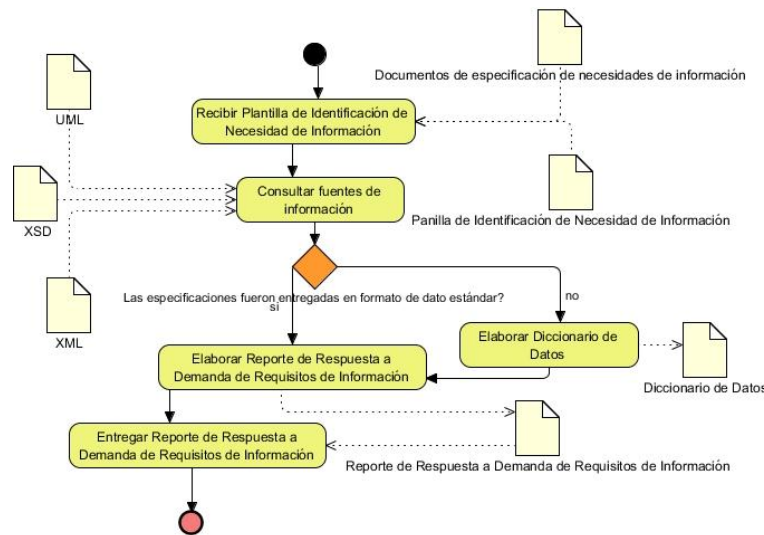 Documentos de especificación de necesidades de información
UML
Recibir Plantilla de Identificación de
Necesidad de Información
Consultar fuentes de
información
XSD
Panilla de Identificación de Necesidad de Información
Las especificaciones fueron entregadas en formato de dato estándar?
si
no
XML
Elaborar Diccionario de
Datos
Elaborar Reporte de Respuesta a
Demanda de Requisitos de Información
Diccionario de Datos
Entregar Reporte de Respuesta a
Demanda de Requisitos de Información
Reporte de Respuesta a Demanda de Requisitos de Información